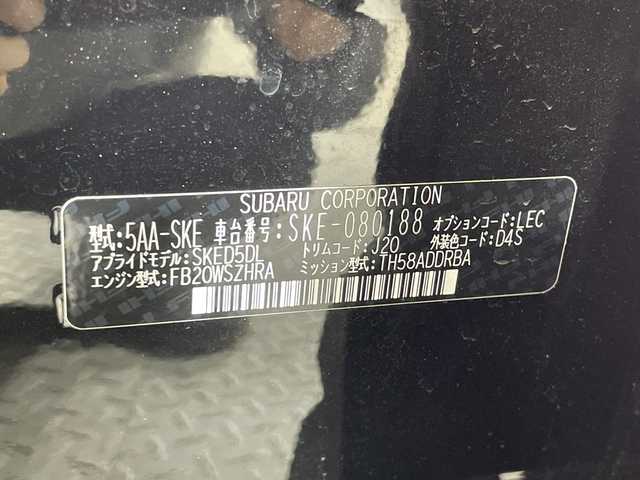 SUBARU CORPORATION
型式:5AA-SKE 車台番号:SKE-080188 オプションコード:LEC
アプライドモデル:SKED5DL トリムコード:J20 外装色コード:D4S
エンジン型式:FB20WSZHRA ミッション型式:TH58ADDRBA